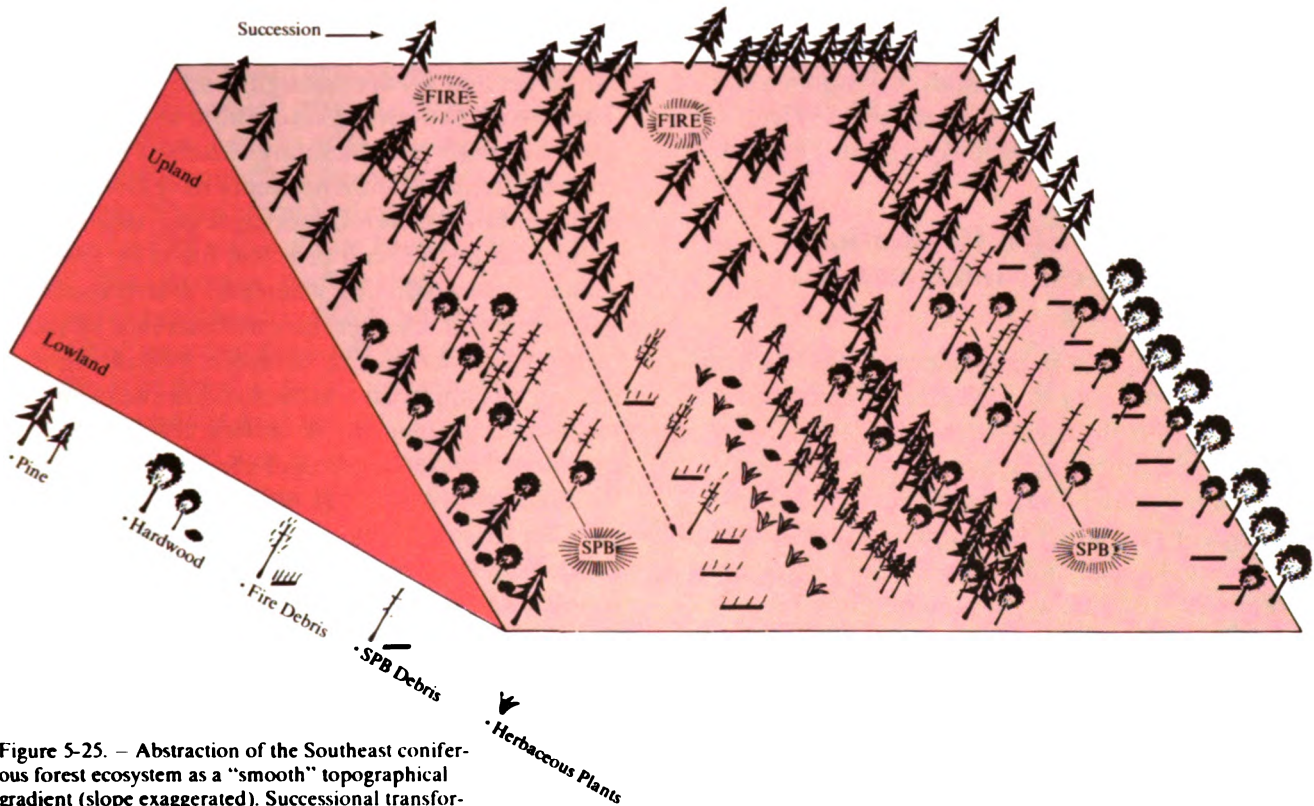 Succession
FIRE
FIRE
Upland
Lowland
· Pine
· Hardwood
· Fire Debris
· SPB Debris
· Herbaceous Plants
SPB
SPB
Figure 5-25. – Abstraction of the Southeast conifer-
ous forest ecosystem as a “smooth” topographical
gradient (slope exaggerated). Successional transfor-